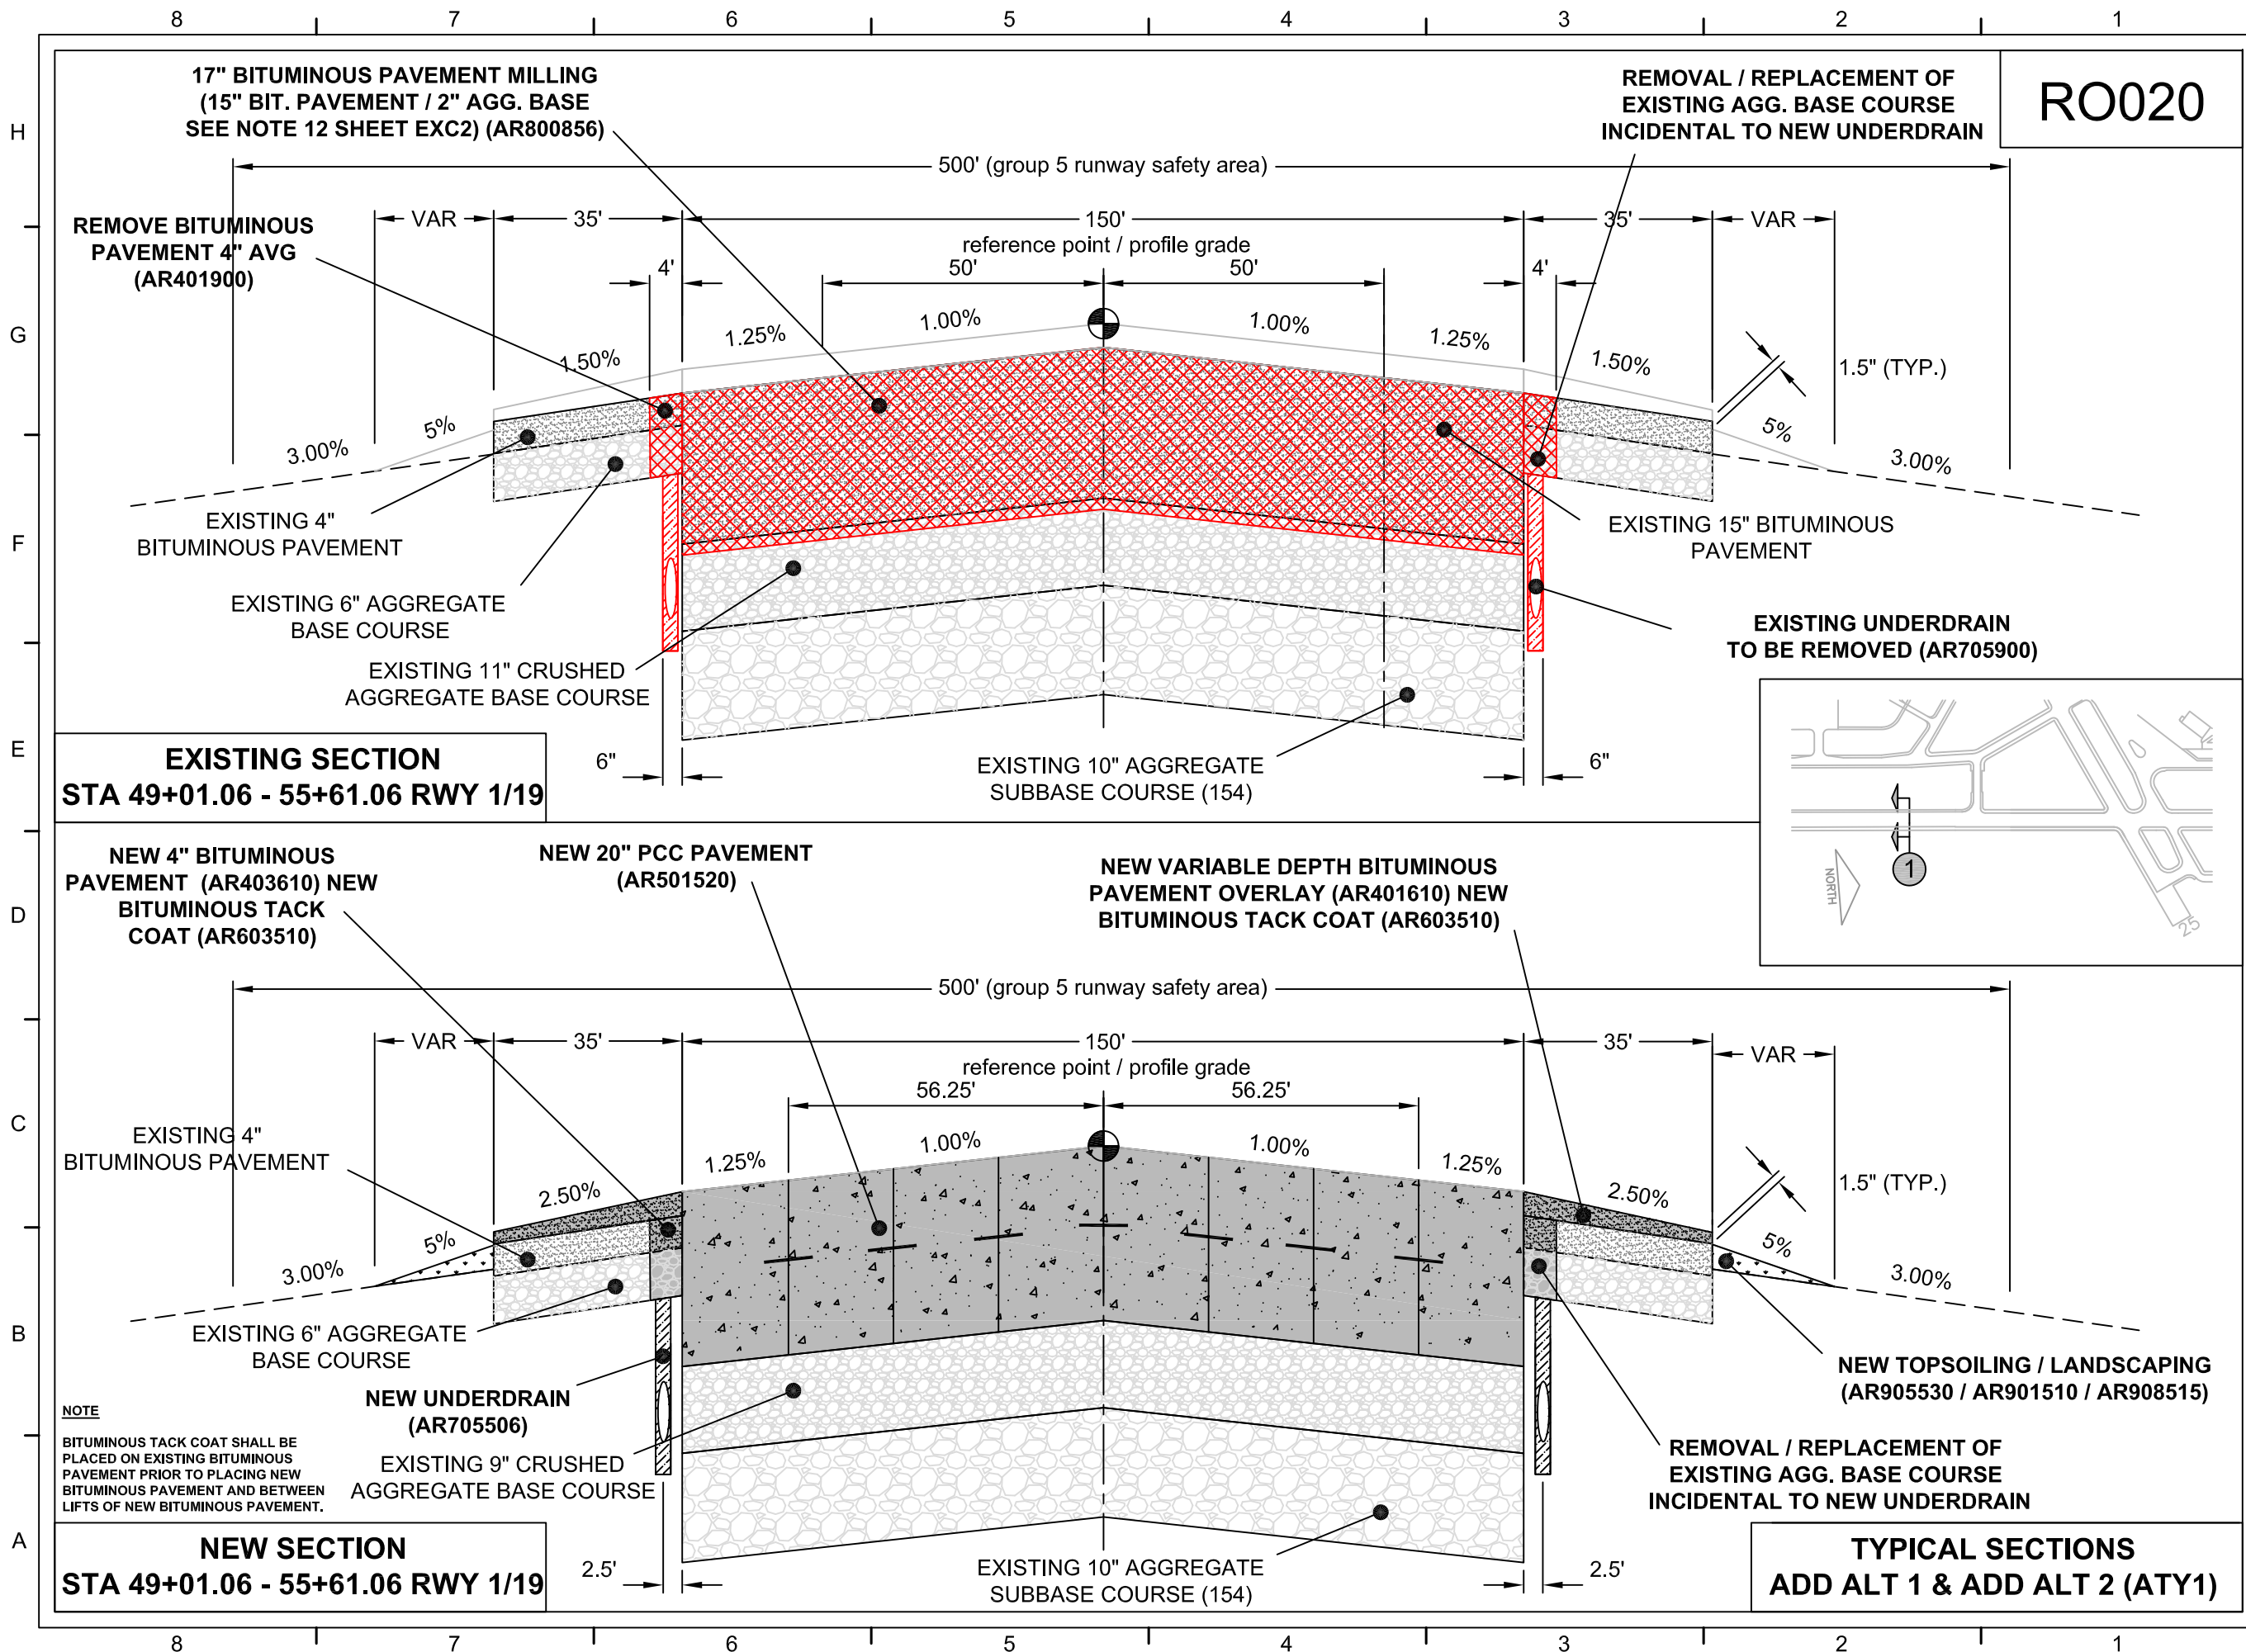 8 7 6 5 4 3 2 1
H
G
F
E
D
C
B
A
17" BITUMINOUS PAVEMENT MILLING
(15" BIT. PAVEMENT / 2" AGG. BASE
SEE NOTE 12 SHEET EXC2) (AR800856)
REMOVAL / REPLACEMENT OF
EXISTING AGG. BASE COURSE
INCIDENTAL TO NEW UNDERDRAIN
RO020
500' (group 5 runway safety area)
REMOVE BITUMINOUS
PAVEMENT 4" AVG
(AR401900)
VAR 35' 150' 35' VAR
reference point / profile grade
4' 50' 50' 4'
3.00% 5% 1.50% 1.25% 1.00% 1.00% 1.25% 1.50% 5% 3.00%
1.5" (TYP.)
EXISTING 4"
BITUMINOUS PAVEMENT
EXISTING 15" BITUMINOUS
PAVEMENT
EXISTING 6" AGGREGATE
BASE COURSE
EXISTING UNDERDRAIN
TO BE REMOVED (AR705900)
EXISTING 11" CRUSHED
AGGREGATE BASE COURSE
EXISTING SECTION
STA 49+01.06 - 55+61.06 RWY 1/19
6"
EXISTING 10" AGGREGATE
SUBBASE COURSE (154)
6"
1
NORTH
25
NEW 4" BITUMINOUS
PAVEMENT (AR403610) NEW
BITUMINOUS TACK
COAT (AR603510)
NEW 20" PCC PAVEMENT
(AR501520)
NEW VARIABLE DEPTH BITUMINOUS
PAVEMENT OVERLAY (AR401610) NEW
BITUMINOUS TACK COAT (AR603510)
500' (group 5 runway safety area)
VAR 35' 150' 35' VAR
reference point / profile grade
56.25' 56.25'
EXISTING 4"
BITUMINOUS PAVEMENT
3.00% 5% 2.50% 1.25% 1.00% 1.00% 1.25% 2.50% 5% 3.00%
1.5" (TYP.)
EXISTING 6" AGGREGATE
BASE COURSE
NEW UNDERDRAIN
(AR705506)
NEW TOPSOILING / LANDSCAPING
(AR905530 / AR901510 / AR908515)
NOTE
BITUMINOUS TACK COAT SHALL BE
PLACED ON EXISTING BITUMINOUS
PAVEMENT PRIOR TO PLACING NEW
BITUMINOUS PAVEMENT AND BETWEEN
LIFTS OF NEW BITUMINOUS PAVEMENT.
EXISTING 9" CRUSHED
AGGREGATE BASE COURSE
REMOVAL / REPLACEMENT OF
EXISTING AGG. BASE COURSE
INCIDENTAL TO NEW UNDERDRAIN
NEW SECTION
STA 49+01.06 - 55+61.06 RWY 1/19
2.5'
EXISTING 10" AGGREGATE
SUBBASE COURSE (154)
2.5'
TYPICAL SECTIONS
ADD ALT 1 & ADD ALT 2 (ATY1)
8 7 6 5 4 3 2 1